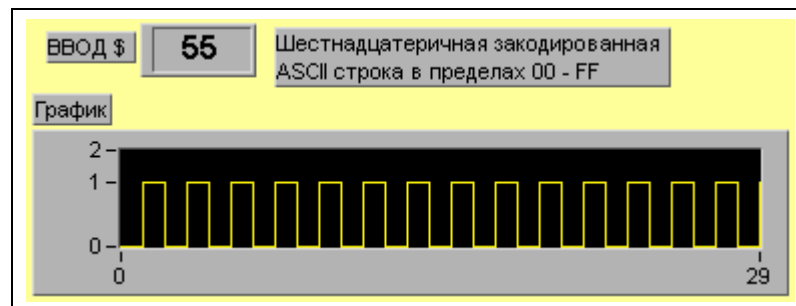 ВВОД $
55
Шестнадцатеричная закодированная
ASCII строка в пределах 00 - FF
График
2
1
0
0
29